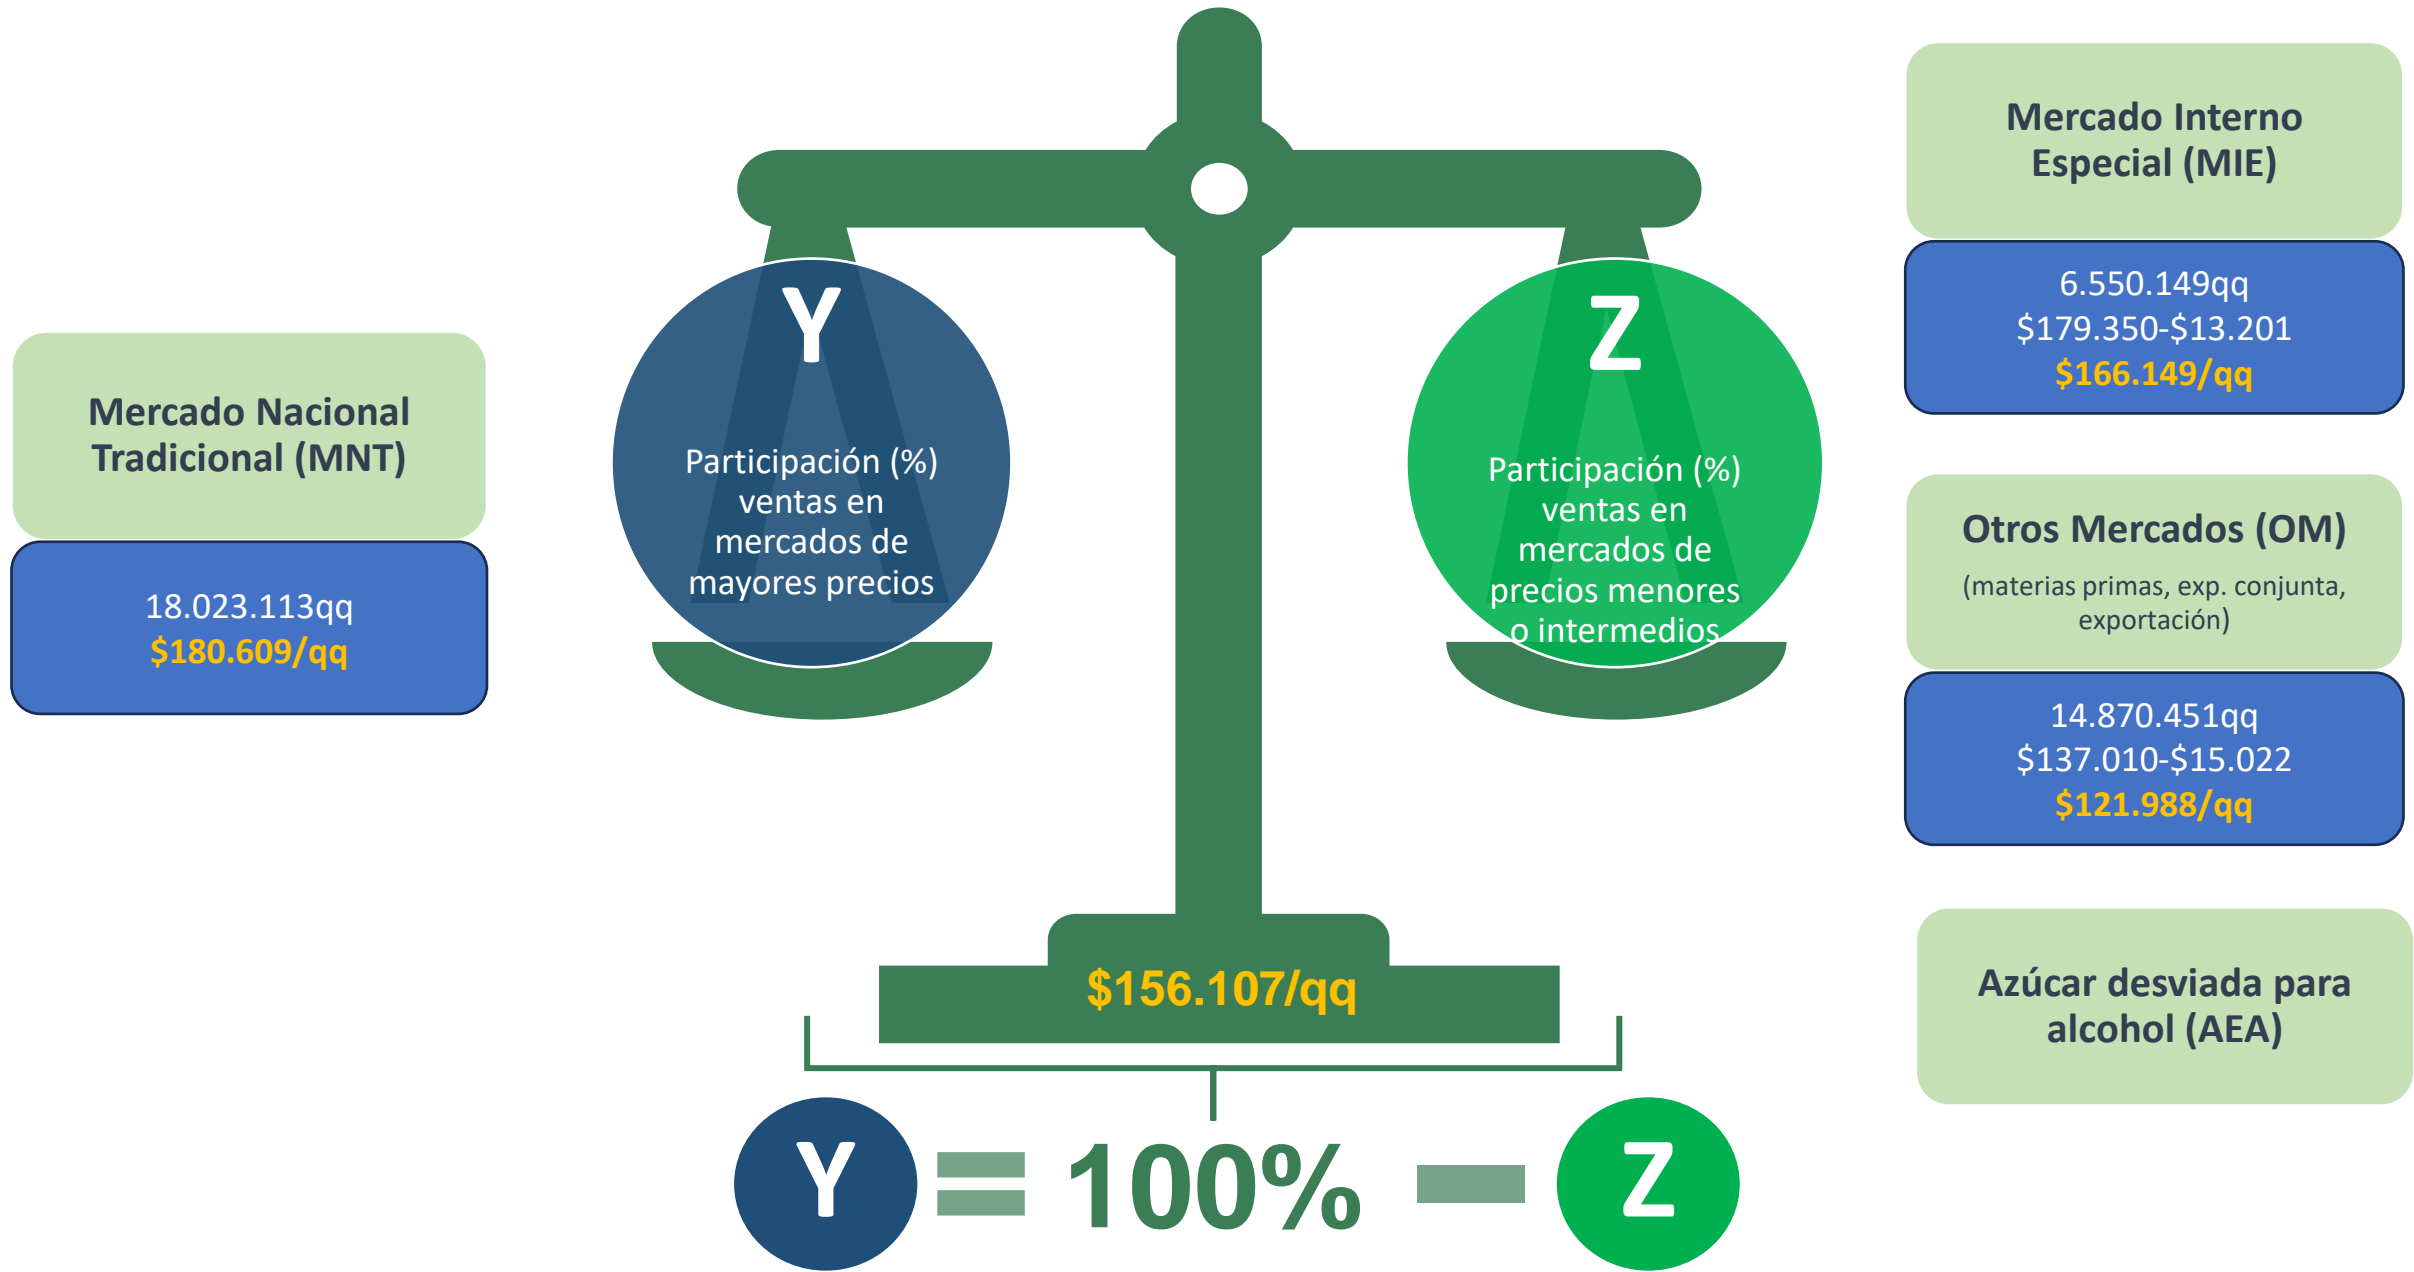 Mercado Nacional
Tradicional (MNT)
18.023.113qq
$180.609/qq
Y
Participación (%)
ventas en
mercados de
mayores precios
Z
Participación (%)
ventas en
mercados de
precios menores
o intermedios
Mercado Interno
Especial (MIE)
6.550.149qq
$179.350-$13.201
$166.149/qq
Otros Mercados (OM)
(materias primas, exp. conjunta,
exportación)
14.870.451qq
$137.010-$15.022
$121.988/qq
Azúcar desviada para
alcohol (AEA)
$156.107/qq
Y = 100% - Z